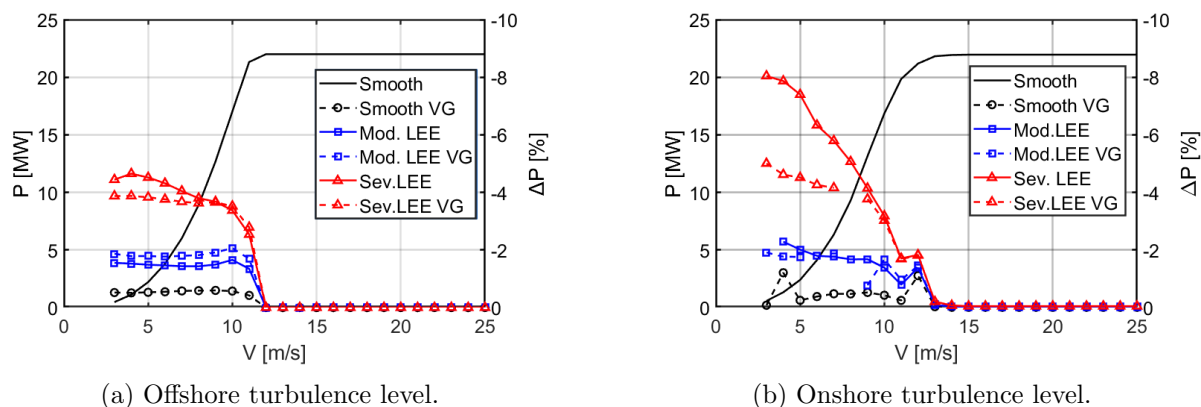 25
20
15
10
5
0
P [MW]
-10
-8
-6
-4
-2
0
ΔP [%]
Smooth
Smooth VG
Mod. LEE
Mod. LEE VG
Sev.LEE
Sev.LEE VG
0 5 10 15 20 25
V [m/s]
(a) Offshore turbulence level.
25
20
15
10
5
0
P [MW]
-10
-8
-6
-4
-2
0
ΔP [%]
Smooth
Smooth VG
Mod.LEE
Mod.LEE VG
Sev. LEE
Sev.LEE VG
0 5 10 15 20 25
V [m/s]
(b) Onshore turbulence level.